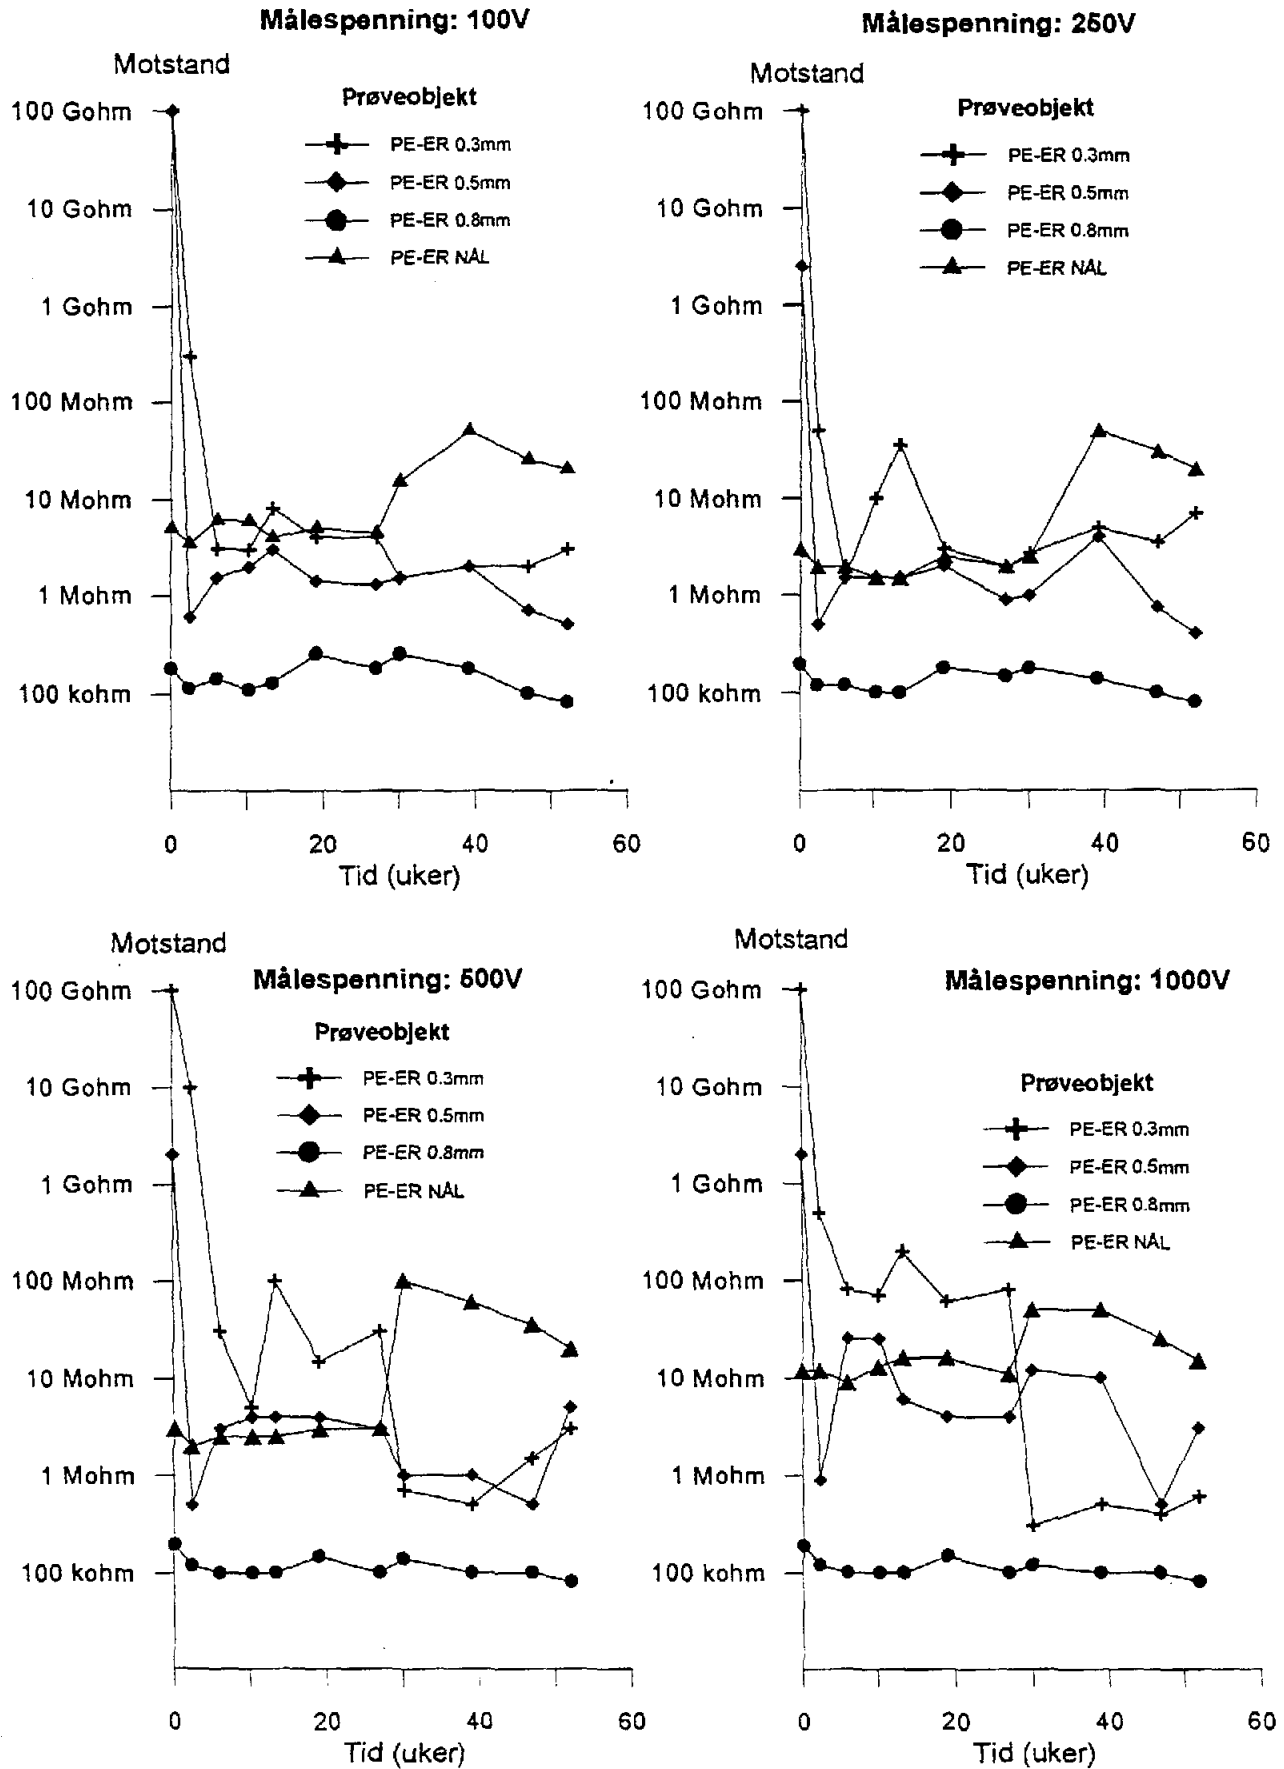 Målespenning: 100V
Motstand
100 Gohm
10 Gohm
1 Gohm
100 Mohm
10 Mohm
1 Mohm
100 kohm
Prøveobjekt
PE-ER 0.3mm
PE-ER 0.5mm
PE-ER 0.8mm
PE-ER NÅL
0
20
40
60
Tid (uker)
Målespenning: 250V
Motstand
100 Gohm
10 Gohm
1 Gohm
100 Mohm
10 Mohm
1 Mohm
100 kohm
Prøveobjekt
PE-ER 0.3mm
PE-ER 0.5mm
PE-ER 0.8mm
PE-ER NÅL
0
20
40
60
Tid (uker)
Motstand
Målespenning: 500V
100 Gohm
10 Gohm
1 Gohm
100 Mohm
10 Mohm
1 Mohm
100 kohm
Prøveobjekt
PE-ER 0.3mm
PE-ER 0.5mm
PE-ER 0.8mm
PE-ER NÅL
0
20
40
60
Tid (uker)
Motstand
Målespenning: 1000V
100 Gohm
10 Gohm
1 Gohm
100 Mohm
10 Mohm
1 Mohm
100 kohm
Prøveobjekt
PE-ER 0.3mm
PE-ER 0.5mm
PE-ER 0.8mm
PE-ER NÅL
0
20
40
60
Tid (uker)